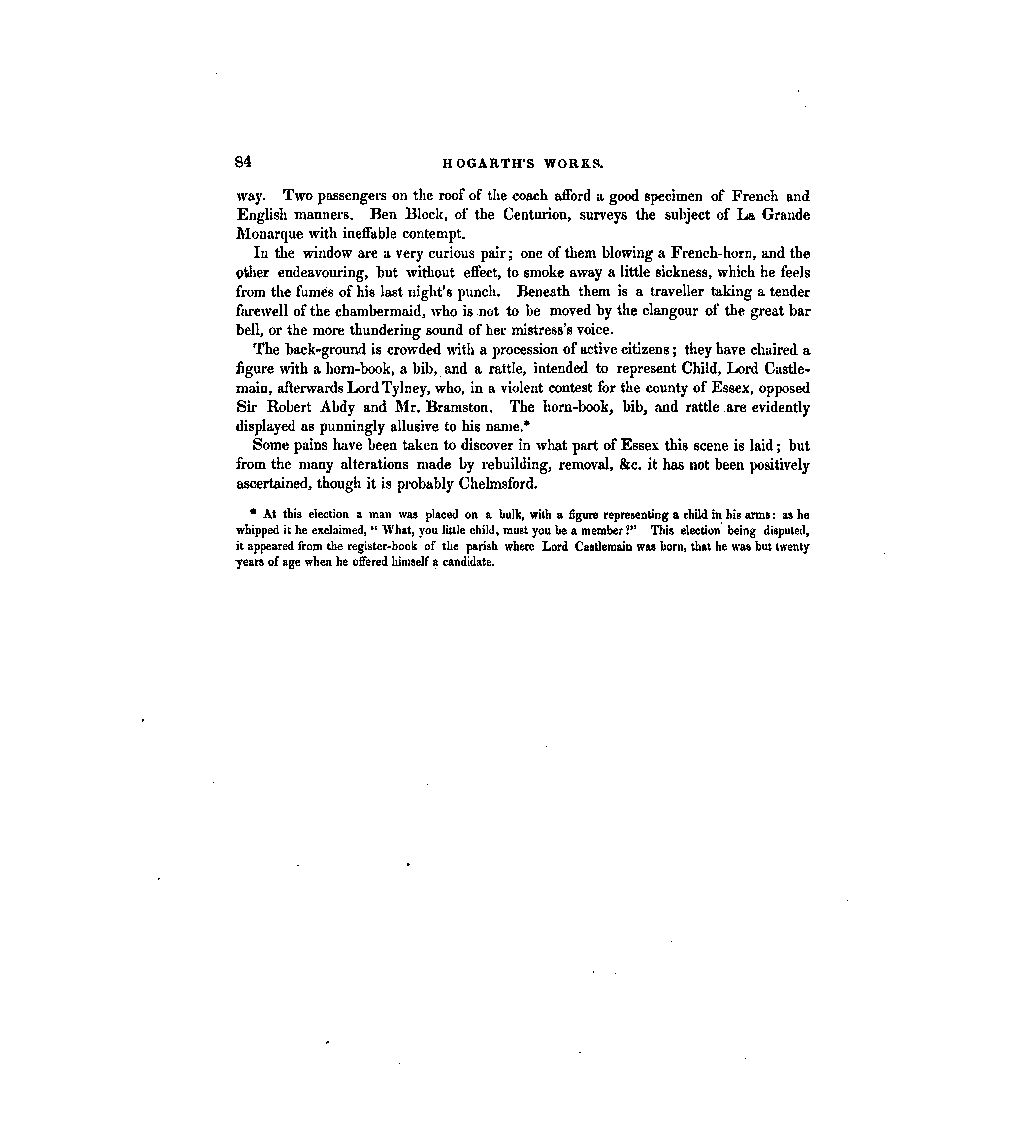 84 HOGARTH'S WORKS.
way. Two passengers on the roof of the coach afford a good specimen of French and
English manners. Ben Block, of the Centurion, surveys the subject of La Grande
Monarque with ineffable contempt.
In the window are a very curious pair; one of them blowing a French-horn, and the
other endeavouring, but without effect, to smoke away a little sickness, which he feels
from the fumes of his last night's punch. Beneath them is a traveller taking a tender
farewell of the chambermaid, who is not to be moved by the clangour of the great bar
bell, or the more thundering sound of her mistress's voice.
The back-ground is crowded with a procession of active citizens; they have chaired a
figure with a horn-book, a bib, and a rattle, intended to represent Child, Lord Castle-
main, afterwards Lord Tylney, who, in a violent contest for the county of Essex, opposed
Sir Robert Abdy and Mr. Bramston. The horn-book, bib, and rattle are evidently
displayed as punningly allusive to his name.*
Some pains have been taken to discover in what part of Essex this scene is laid; but
from the many alterations made by rebuilding, removal, &c. it has not been positively
ascertained, though it is probably Chelmsford.
* At this election a man was placed on a bulk, with a figure representing a child in his arms: as he
whipped it he exclaimed, "What, you little child, must you be a member?" This election being disputed,
it appeared from the register-book of the parish where Lord Castlemain was born, that he was but twenty
years of age when he offered himself a candidate.